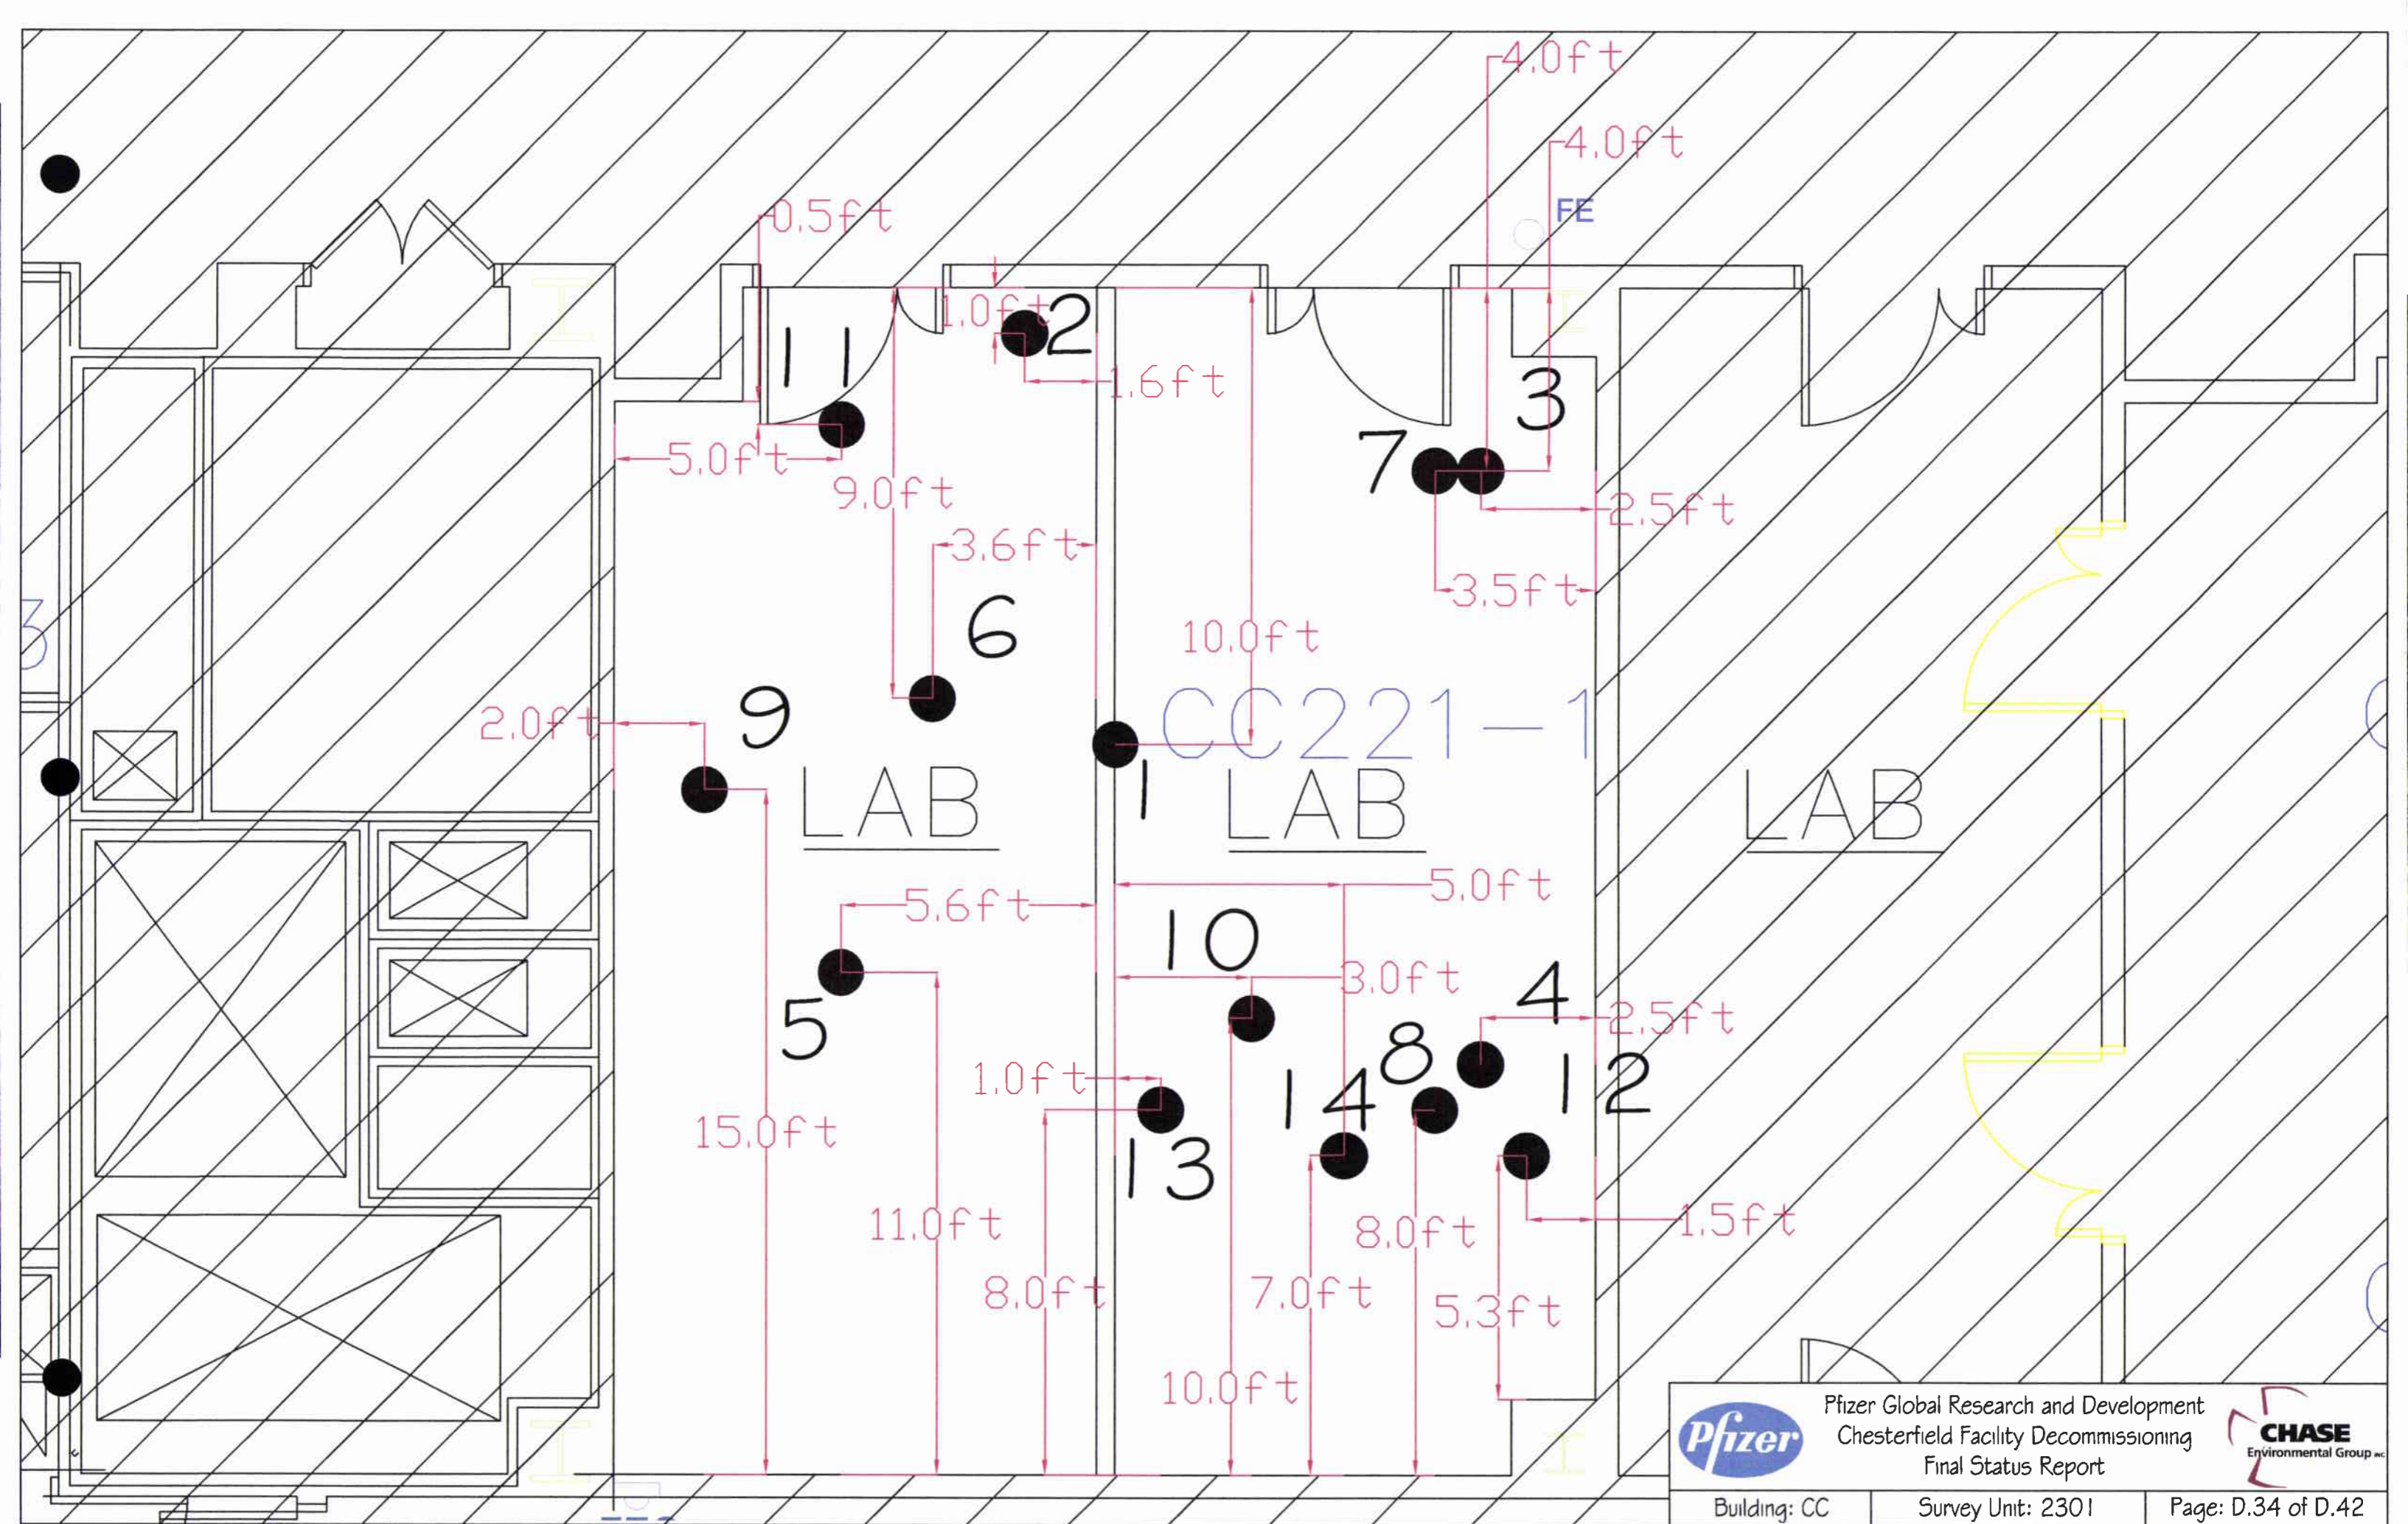 4.0ft
4.0ft
FE
0.5ft
1.0ft
2
11
1.6ft
3
7
5.0ft
9.0ft
2.5ft
3.6ft
3.5ft
6
3
10.0ft
9
2.0ft
CC221-1
1
LAB
LAB
LAB
5.6ft
5.0ft
10
3.0ft
4
5
2.5ft
8
1.0ft
14
12
15.0ft
13
11.0ft
8.0ft
1.5ft
8.0ft
7.0ft
5.3ft
10.0ft
Pfizer
Pfizer Global Research and Development
Chesterfield Facility Decommissioning
Final Status Report
CHASE
Environmental Group INC.
Building: CC
Survey Unit: 2301
Page: D.34 of D.42